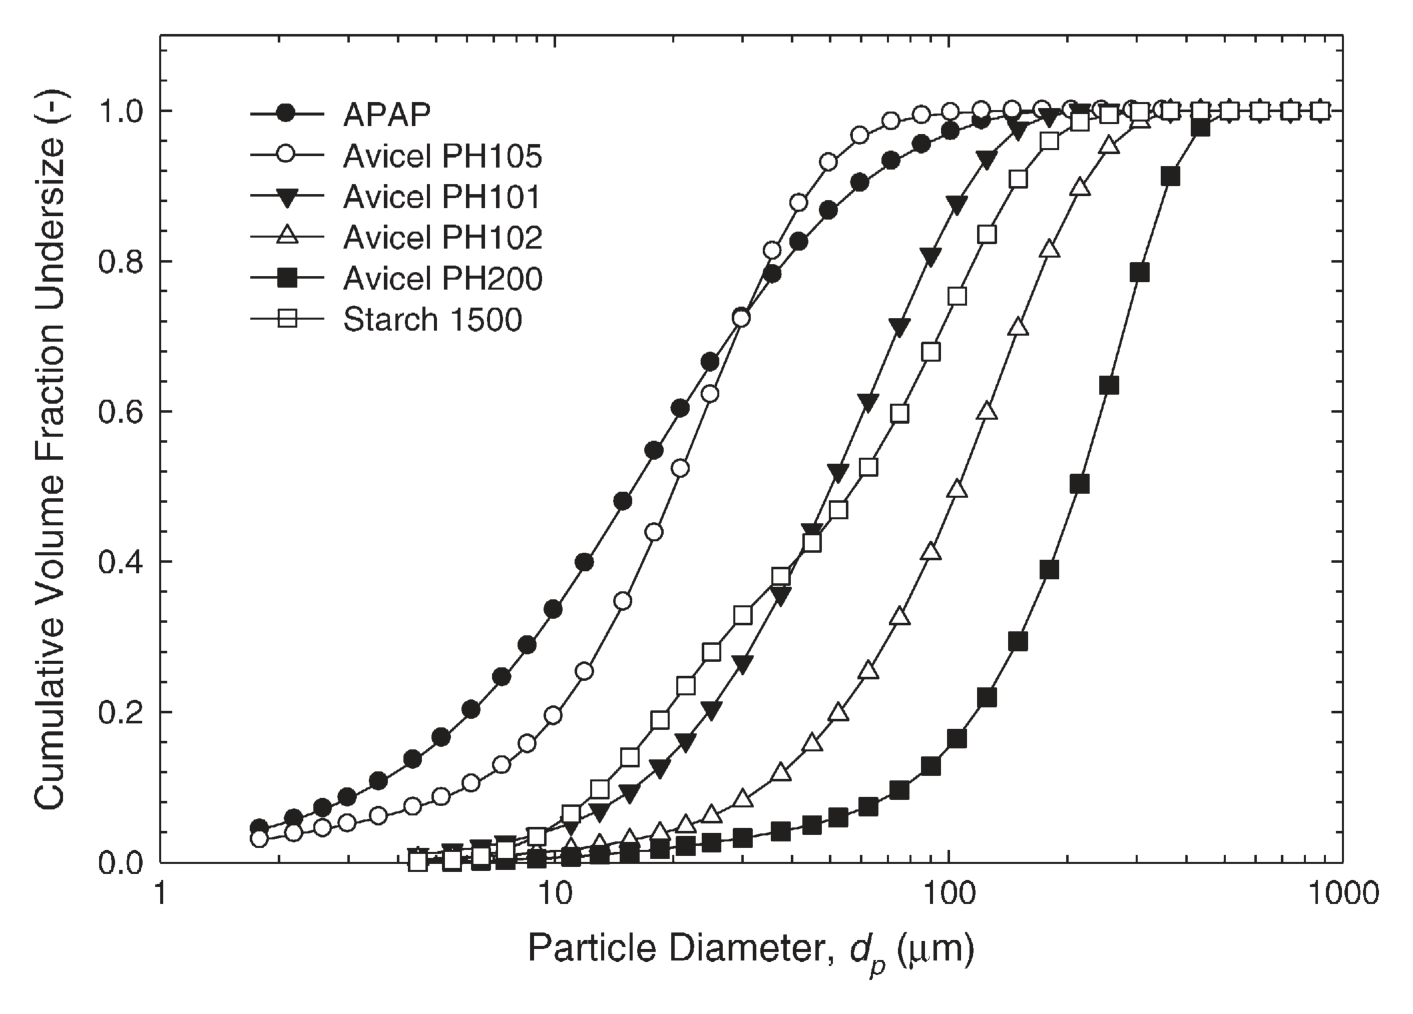 Cumulative Volume Fraction Undersize (-)
1.0
0.8
0.6
0.4
0.2
0.0
APAP
Avicel PH105
Avicel PH101
Avicel PH102
Avicel PH200
Starch 1500
1
10
100
1000
Particle Diameter, dp (μm)